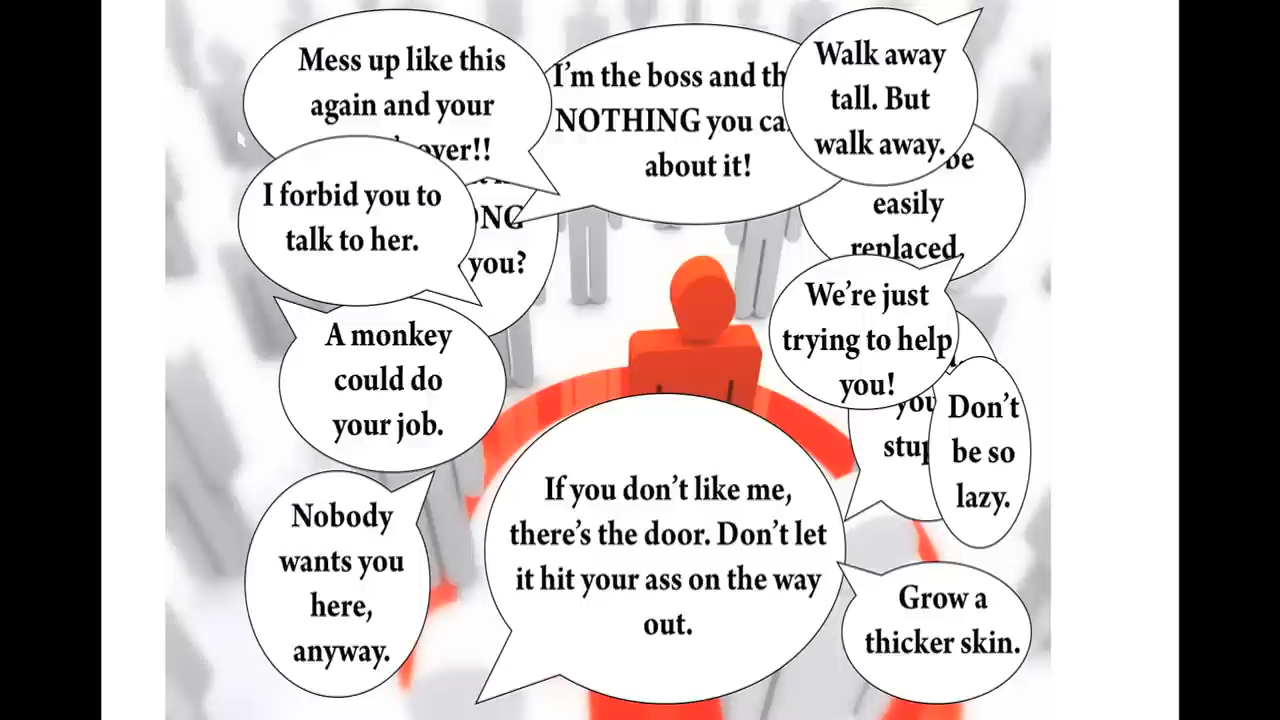 Mess up like this
again and your
over!!
I'm the boss and
NOTHING you
about it!
Walk away
tall. But
walk away.
be
easily
replaced.
I forbid you to
talk to her.
you?
We're just
trying to help
you!
A monkey
could do
your job.
you
Don't
be so
lazy.
If you don't like me,
there's the door. Don't let
it hit your ass on the way
out.
Nobody
wants you
here,
anyway.
Grow a
thicker skin.